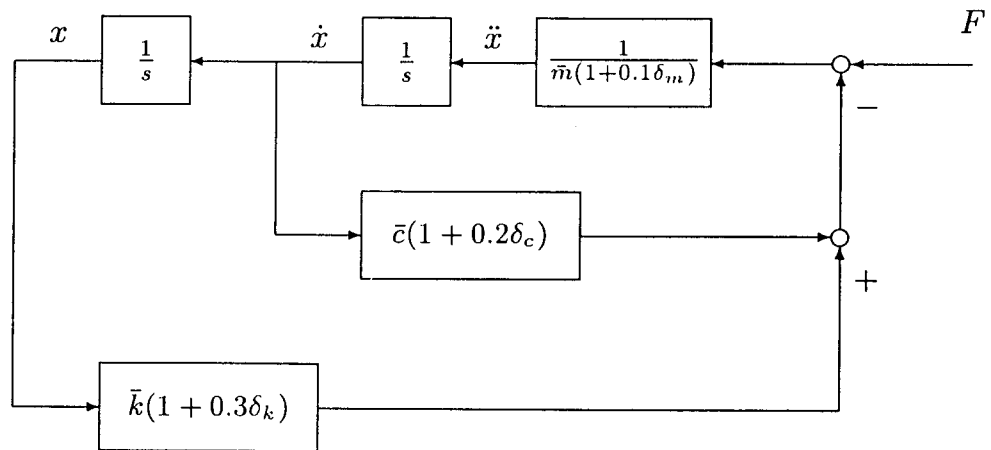 F
x 1/s ẋ 1/s ẍ 1/m̄(1+0.1δ_m)
−
c̄(1 + 0.2δ_c)
+
k̄(1 + 0.3δ_k)